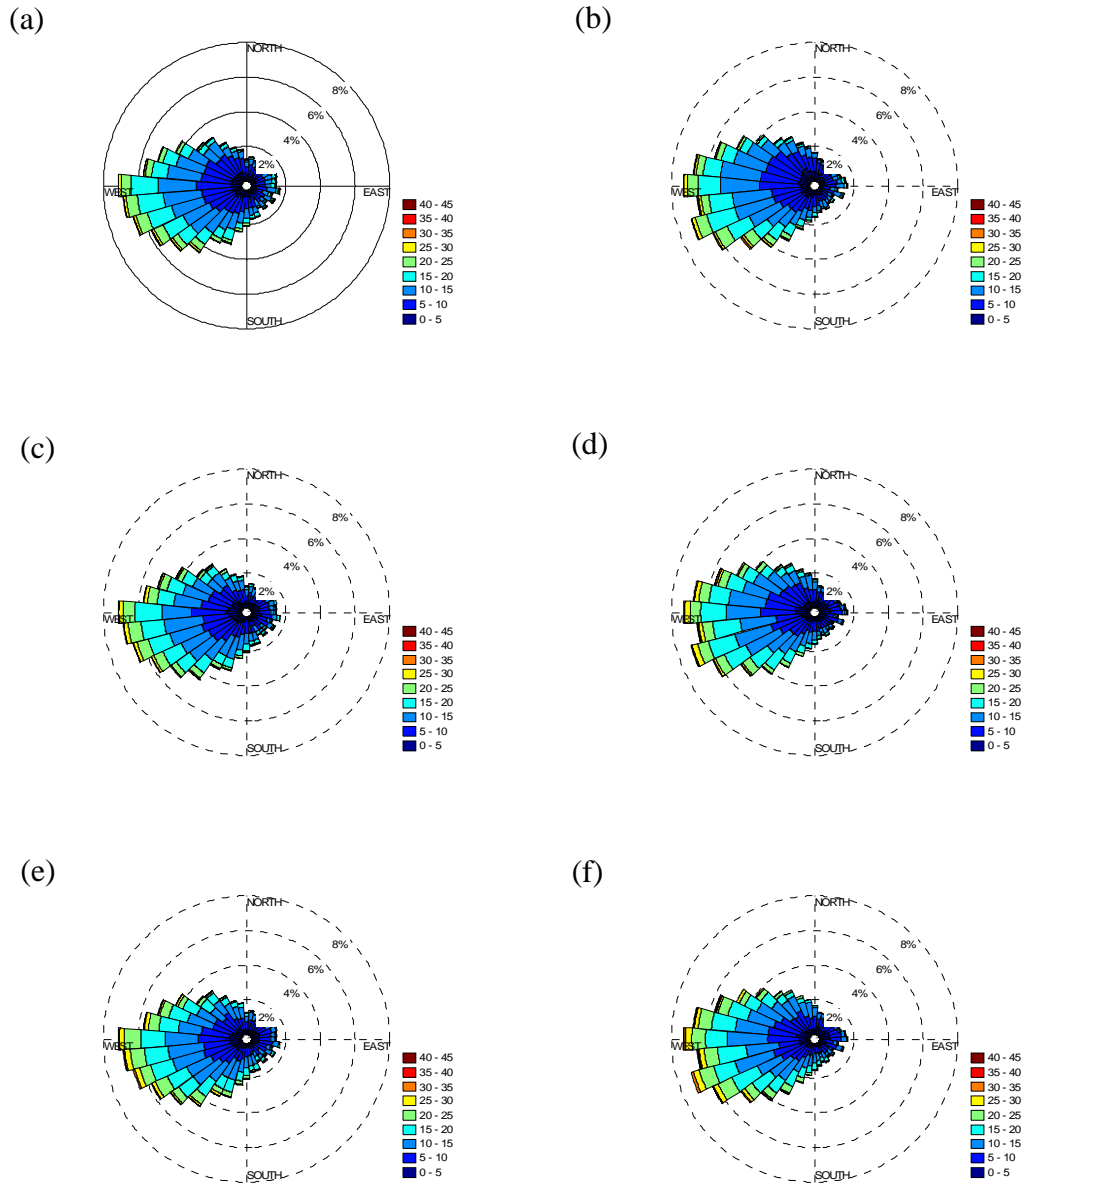 (a)
NORTH
8%
6%
4%
2%
WEST
EAST
SOUTH
40 - 45
35 - 40
30 - 35
25 - 30
20 - 25
15 - 20
10 - 15
5 - 10
0 - 5
(b)
NORTH
8%
6%
4%
2%
WEST
EAST
SOUTH
40 - 45
35 - 40
30 - 35
25 - 30
20 - 25
15 - 20
10 - 15
5 - 10
0 - 5
(c)
NORTH
8%
6%
4%
2%
WEST
EAST
SOUTH
40 - 45
35 - 40
30 - 35
25 - 30
20 - 25
15 - 20
10 - 15
5 - 10
0 - 5
(d)
NORTH
8%
6%
4%
2%
WEST
EAST
SOUTH
40 - 45
35 - 40
30 - 35
25 - 30
20 - 25
15 - 20
10 - 15
5 - 10
0 - 5
(e)
NORTH
8%
6%
4%
2%
WEST
EAST
SOUTH
40 - 45
35 - 40
30 - 35
25 - 30
20 - 25
15 - 20
10 - 15
5 - 10
0 - 5
(f)
NORTH
8%
6%
4%
2%
WEST
EAST
SOUTH
40 - 45
35 - 40
30 - 35
25 - 30
20 - 25
15 - 20
10 - 15
5 - 10
0 - 5